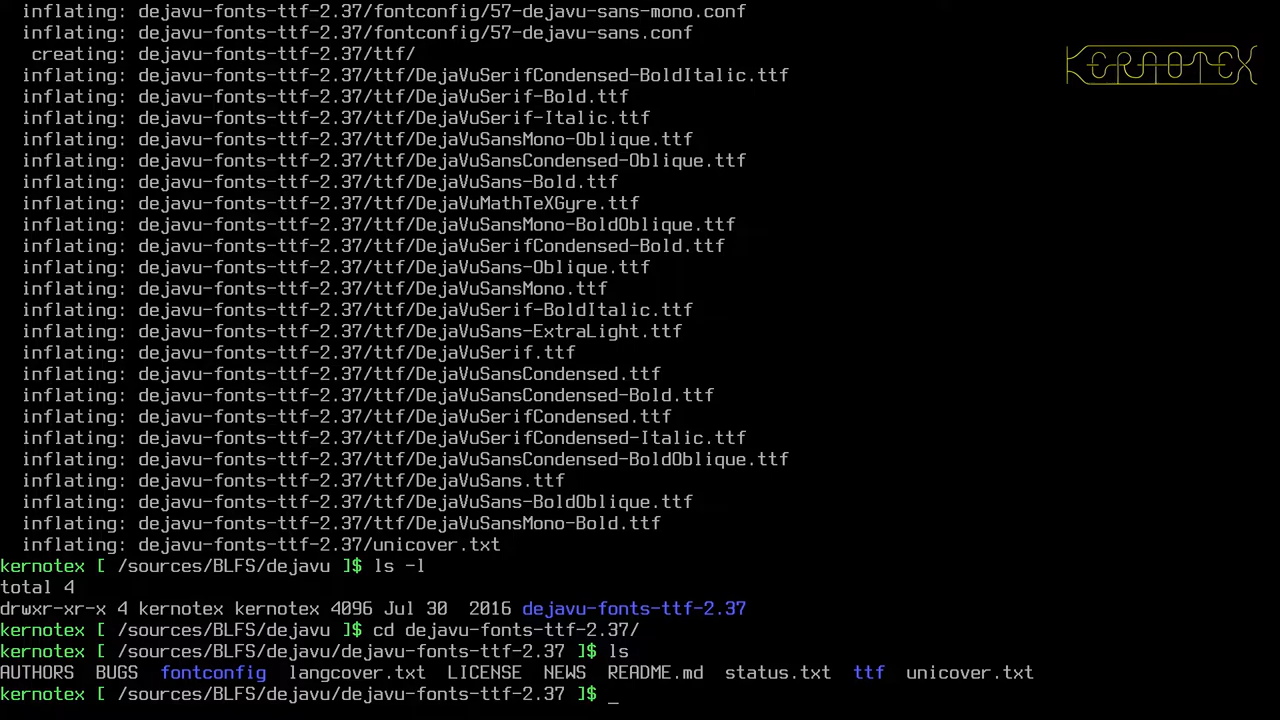 inflating: dejavu-fonts-ttf-2.37/fontconfig/57-dejavu-sans-mono.conf
inflating: dejavu-fonts-ttf-2.37/fontconfig/57-dejavu-sans.conf
creating: dejavu-fonts-ttf-2.37/ttf/
inflating: dejavu-fonts-ttf-2.37/ttf/DejaVuSerifCondensed-BoldItalic.ttf
KERNOTEX
inflating: dejavu-fonts-ttf-2.37/ttf/DejaVuSerif-Bold.ttf
inflating: dejavu-fonts-ttf-2.37/ttf/DejaVuSerif-Italic.ttf
inflating: dejavu-fonts-ttf-2.37/ttf/DejaVuSansMono-Oblique.ttf
inflating: dejavu-fonts-ttf-2.37/ttf/DejaVuSansCondensed-Oblique.ttf
inflating: dejavu-fonts-ttf-2.37/ttf/DejaVuSans-Bold.ttf
inflating: dejavu-fonts-ttf-2.37/ttf/DejaVuMathTeXGyre.ttf
inflating: dejavu-fonts-ttf-2.37/ttf/DejaVuSansMono-BoldOblique.ttf
inflating: dejavu-fonts-ttf-2.37/ttf/DejaVuSerifCondensed-Bold.ttf
inflating: dejavu-fonts-ttf-2.37/ttf/DejaVuSans-Oblique.ttf
inflating: dejavu-fonts-ttf-2.37/ttf/DejaVuSansMono.ttf
inflating: dejavu-fonts-ttf-2.37/ttf/DejaVuSerif-BoldItalic.ttf
inflating: dejavu-fonts-ttf-2.37/ttf/DejaVuSans-ExtraLight.ttf
inflating: dejavu-fonts-ttf-2.37/ttf/DejaVuSerif.ttf
inflating: dejavu-fonts-ttf-2.37/ttf/DejaVuSansCondensed.ttf
inflating: dejavu-fonts-ttf-2.37/ttf/DejaVuSansCondensed-Bold.ttf
inflating: dejavu-fonts-ttf-2.37/ttf/DejaVuSerifCondensed.ttf
inflating: dejavu-fonts-ttf-2.37/ttf/DejaVuSerifCondensed-Italic.ttf
inflating: dejavu-fonts-ttf-2.37/ttf/DejaVuSansCondensed-BoldOblique.ttf
inflating: dejavu-fonts-ttf-2.37/ttf/DejaVuSans.ttf
inflating: dejavu-fonts-ttf-2.37/ttf/DejaVuSans-BoldOblique.ttf
inflating: dejavu-fonts-ttf-2.37/ttf/DejaVuSansMono-Bold.ttf
inflating: dejavu-fonts-ttf-2.37/unicover.txt
kernotex [ /sources/BLFS/dejavu ]$ ls -l
total 4
drwxr-xr-x 4 kernotex kernotex 4096 Jul 30  2016 dejavu-fonts-ttf-2.37
kernotex [ /sources/BLFS/dejavu ]$ cd dejavu-fonts-ttf-2.37/
kernotex [ /sources/BLFS/dejavu/dejavu-fonts-ttf-2.37 ]$ ls
AUTHORS  BUGS  fontconfig  langcover.txt  LICENSE  NEWS  README.md  status.txt  ttf  unicover.txt
kernotex [ /sources/BLFS/dejavu/dejavu-fonts-ttf-2.37 ]$ _